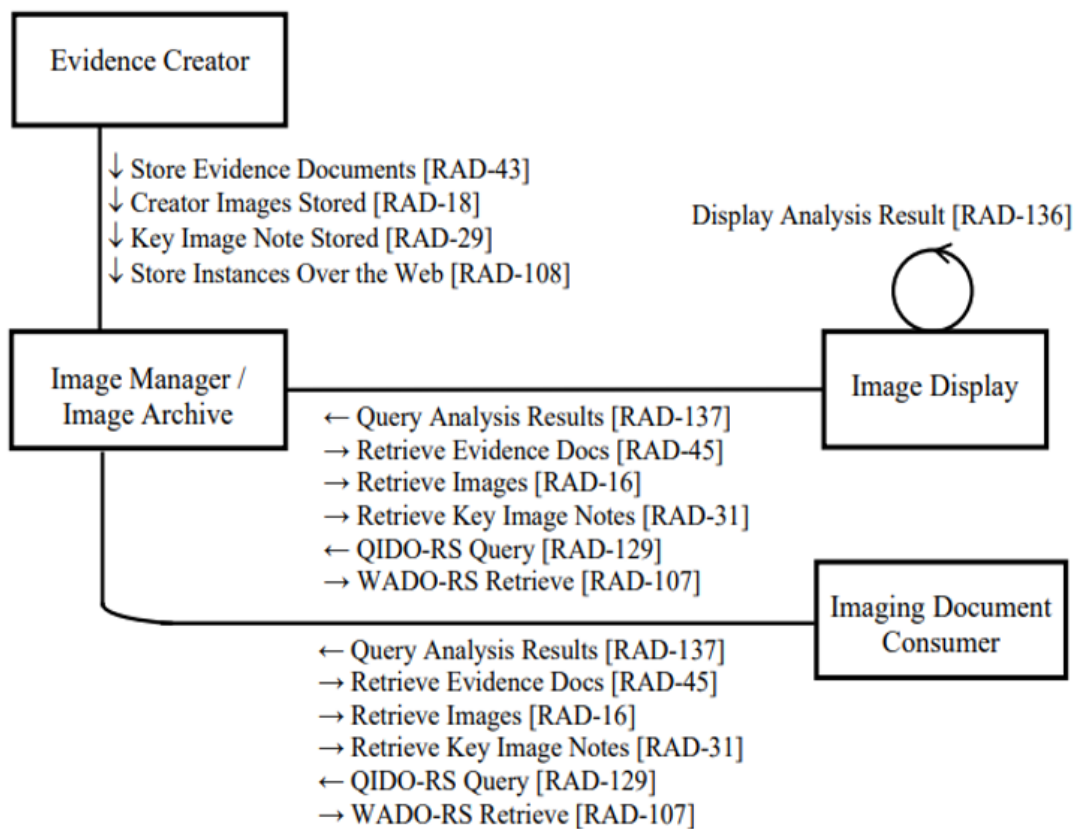 Evidence Creator
↓ Store Evidence Documents [RAD-43]
↓ Creator Images Stored [RAD-18]
↓ Key Image Note Stored [RAD-29]
↓ Store Instances Over the Web [RAD-108]
Display Analysis Result [RAD-136]
Image Manager /
Image Archive
Image Display
← Query Analysis Results [RAD-137]
→ Retrieve Evidence Docs [RAD-45]
→ Retrieve Images [RAD-16]
→ Retrieve Key Image Notes [RAD-31]
← QIDO-RS Query [RAD-129]
→ WADO-RS Retrieve [RAD-107]
Imaging Document
Consumer
← Query Analysis Results [RAD-137]
→ Retrieve Evidence Docs [RAD-45]
→ Retrieve Images [RAD-16]
→ Retrieve Key Image Notes [RAD-31]
← QIDO-RS Query [RAD-129]
→ WADO-RS Retrieve [RAD-107]